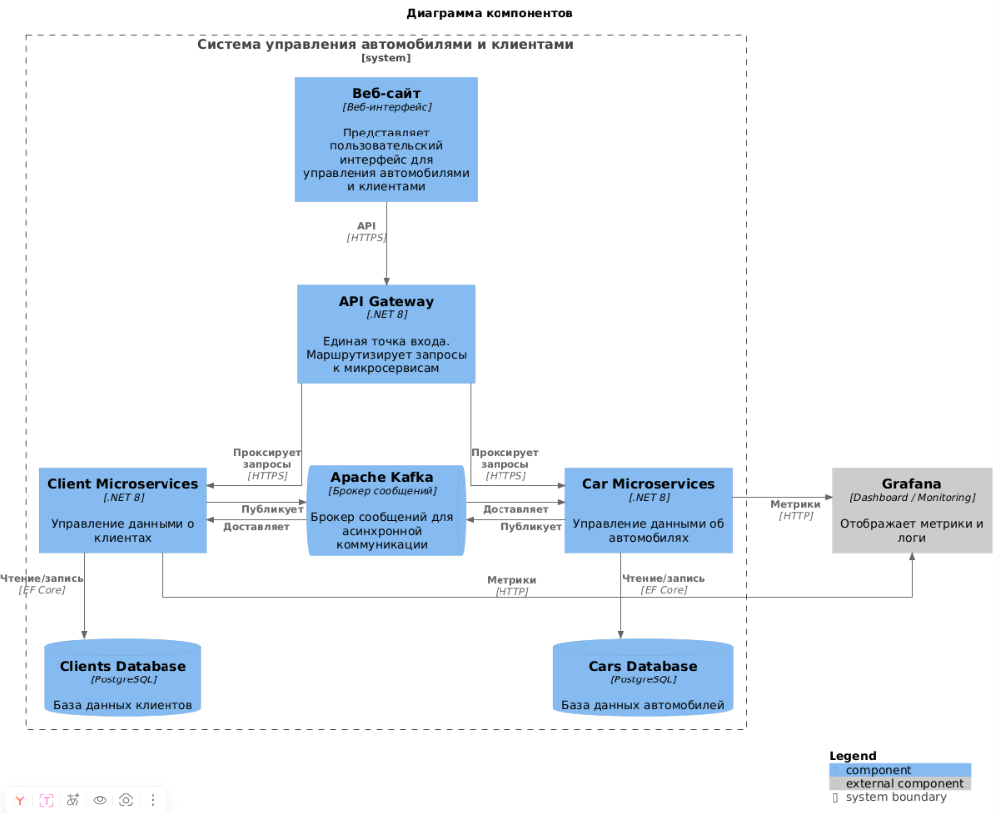 Диаграмма компонентов
Система управления автомобилями и клиентами
[system]
Веб-сайт
[Веб-интерфейс]
Представляет
пользовательский
интерфейс для
управления автомобилями
и клиентами
API
[HTTPS]
API Gateway
[.NET 8]
Единая точка входа.
Маршрутизирует запросы
к микросервисам
Проксирует
запросы
[HTTPS]
Проксирует
запросы
[HTTPS]
Client Microservices
[.NET 8]
Управление данными о
клиентах
Публикует
Доставляет
Apache Kafka
[Брокер сообщений]
Брокер сообщений для
асинхронной
коммуникации
Доставляет
Публикует
Car Microservices
[.NET 8]
Управление данными об
автомобилях
Метрики
[HTTP]
Grafana
[Dashboard / Monitoring]
Отображает метрики и
логи
Чтение/запись
[EF Core]
Метрики
[HTTP]
Чтение/запись
[EF Core]
Clients Database
[PostgreSQL]
База данных клиентов
Cars Database
[PostgreSQL]
База данных автомобилей
Legend
component
external component
system boundary